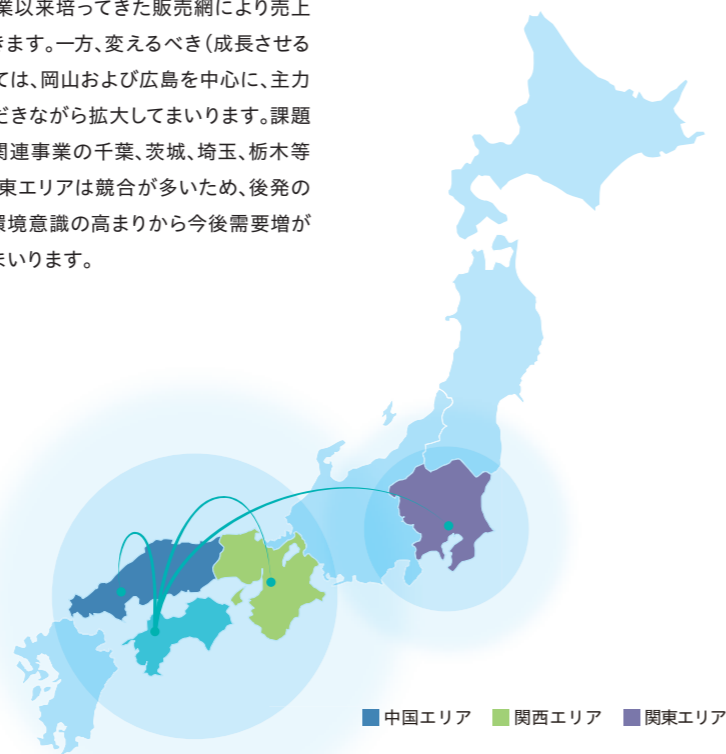 業以来培ってきた販売網により売上
きます。一方、変えるべき(成長させる
ては、岡山および広島を中心に、主力
だきながら拡大してまいります。課題
関連事業の千葉、茨城、埼玉、栃木等
東エリアは競合が多いため、後発の
環境意識の高まりから今後需要増が
まいります。
中国エリア 関西エリア 関東エリア